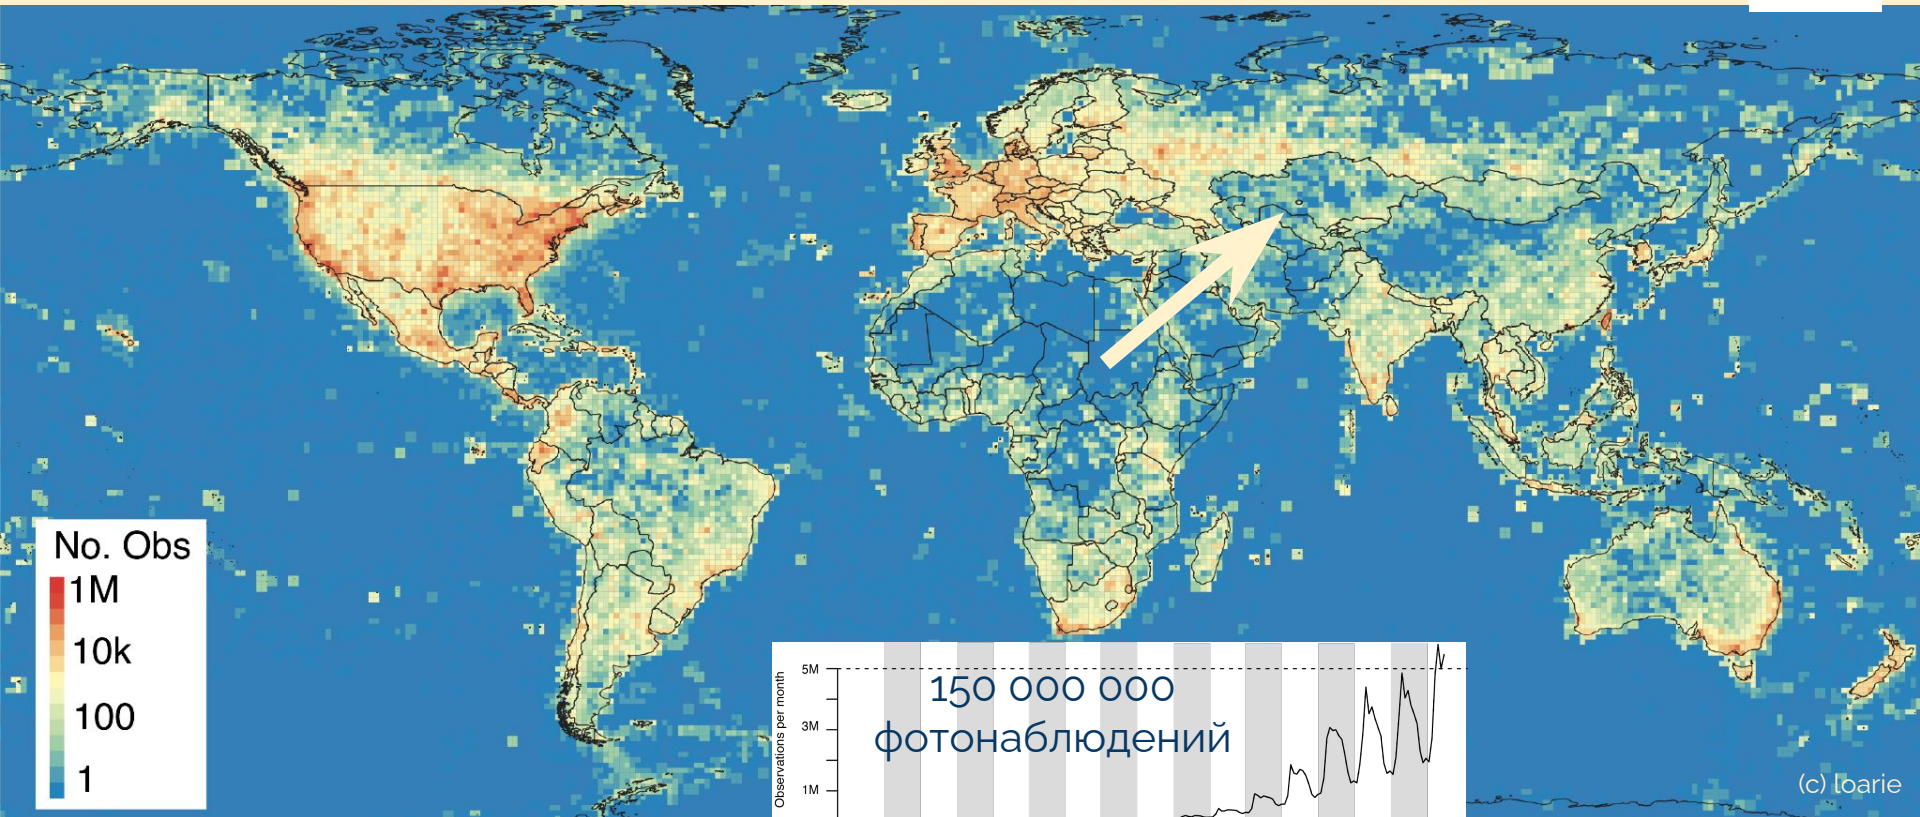 No. Obs
1M
10k
100
1
Observations per month
5M
3M
1M
150 000 000
фотонаблюдений
(c) loarie